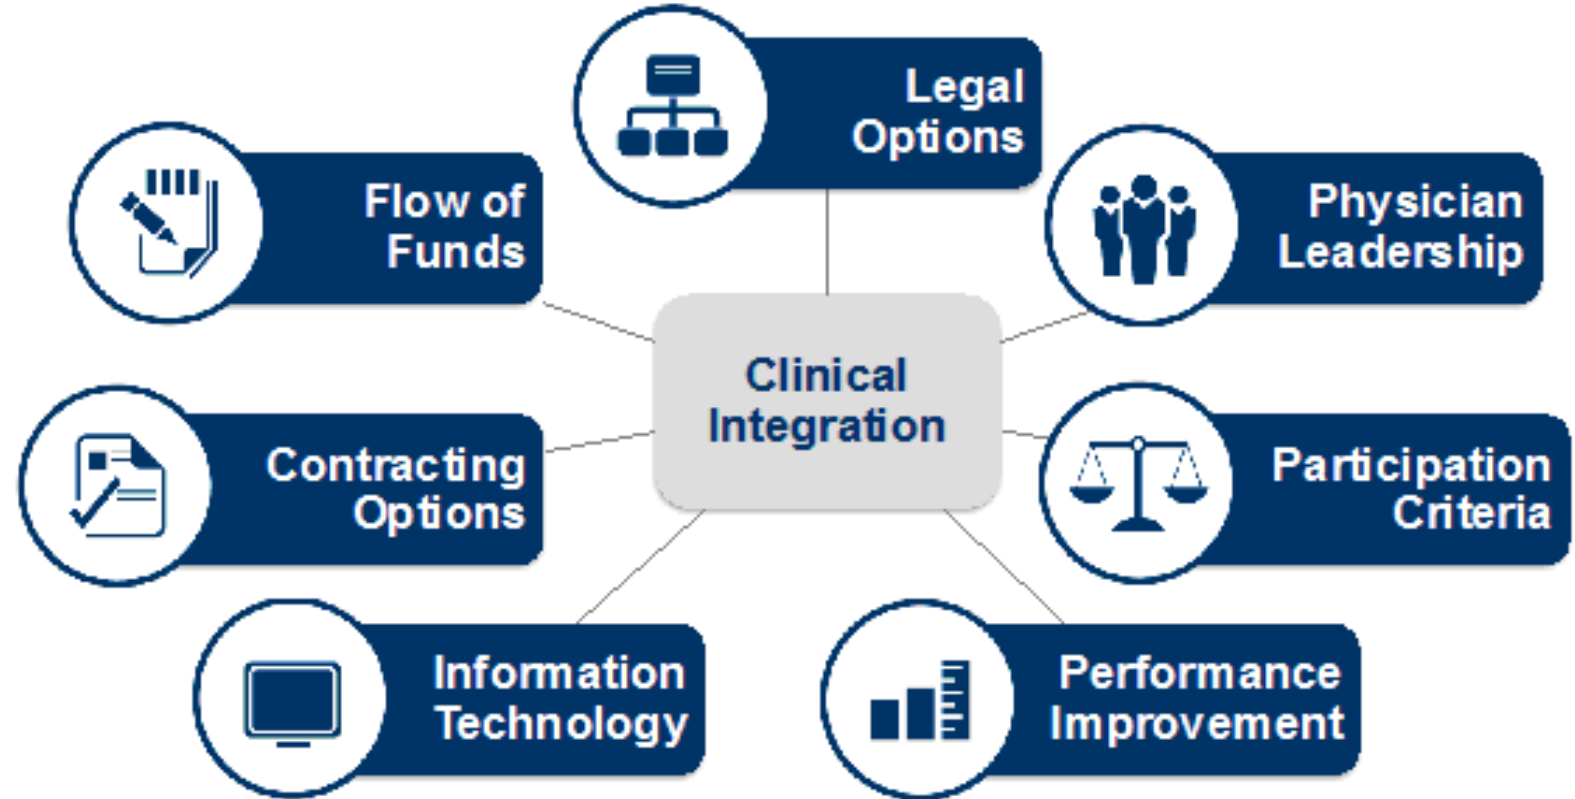 Legal
Options
Flow of
Funds
Physician
Leadership
Clinical
Integration
Contracting
Options
Participation
Criteria
Information
Technology
Performance
Improvement